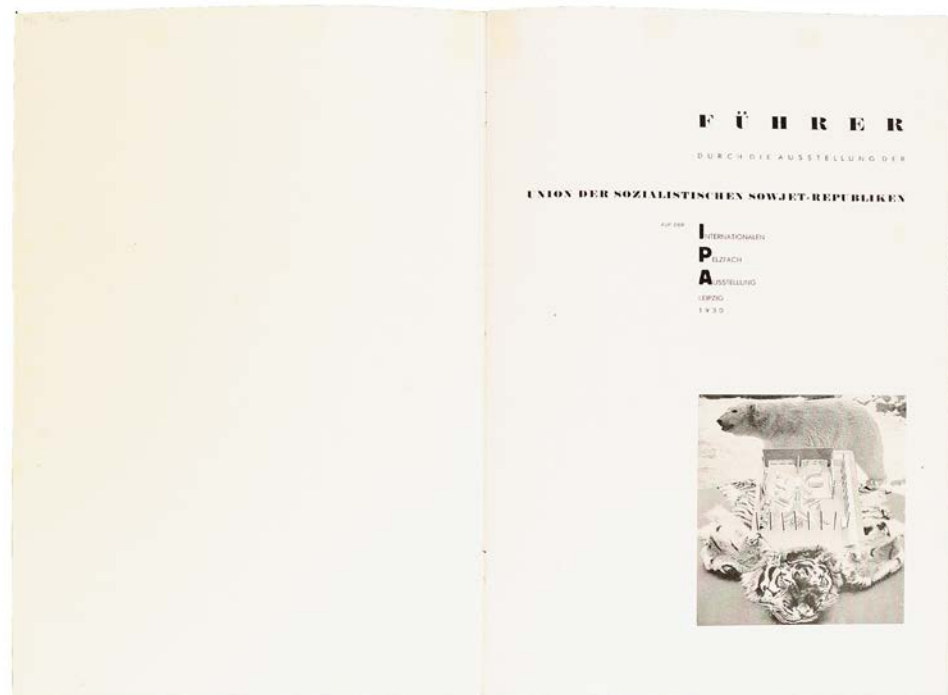 FÜHRER
DURCH DIE AUSSTELLUNG DER
UNION DER SOZIALISTISCHEN SOWJET-REPUBLIKEN
AUF DER INTERNATIONALEN
PELZFACH
AUSSTELLUNG
LEIPZIG
1930